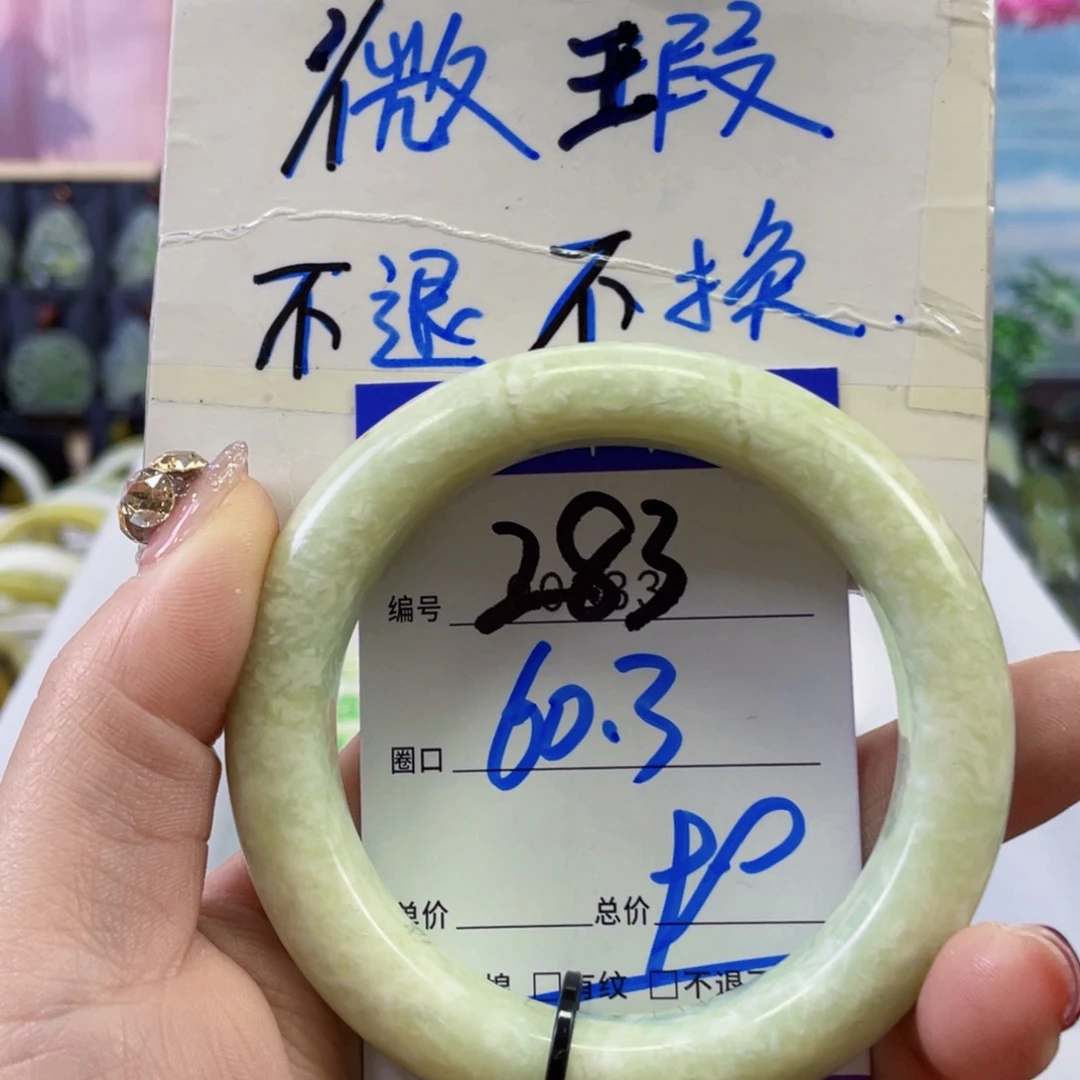 微瑕
不退不换.
编号 283
圈口 60.3
单价 总价
有纹 □不退